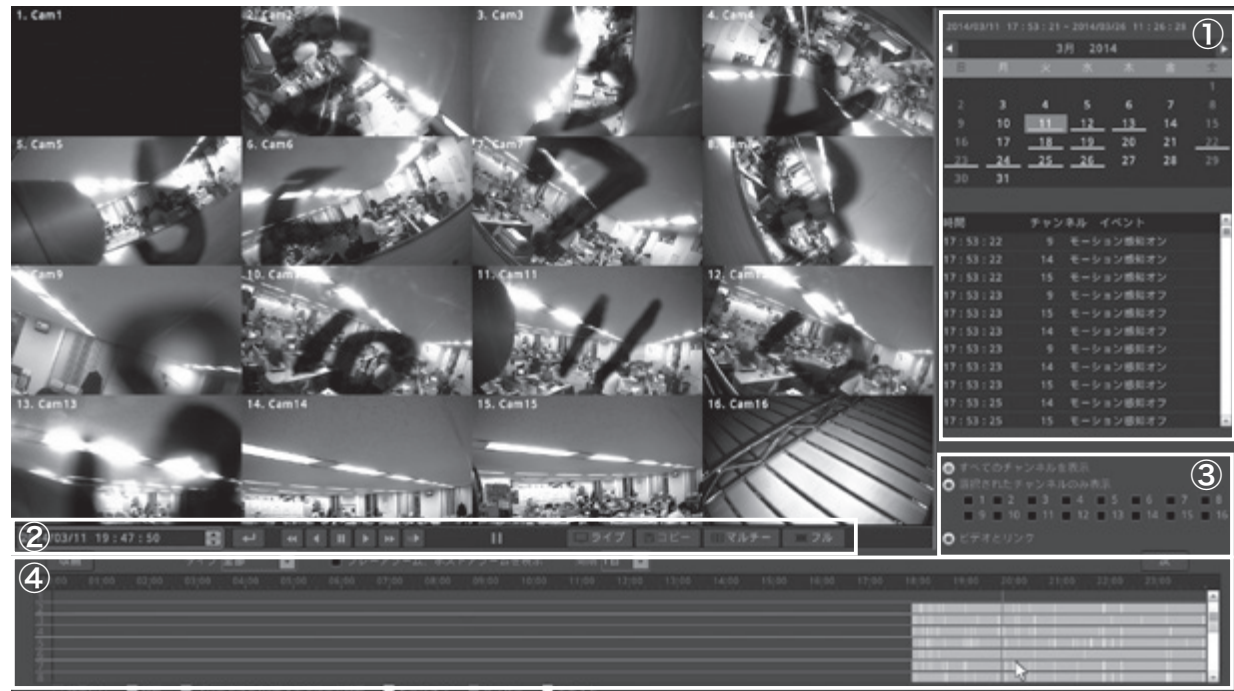 1. Cam1
2. Cam2
3. Cam3
4. Cam4
5. Cam5
6. Cam6
7. Cam7
8.
Cam9
10.
11. Cam11
12.
13. Cam13
14. Cam14
15. Cam15
16. Cam16
①
2014/03/11 17:53:21~2014/03/26 11:26:28
3月 2014
日 月 火 水 木 金 土
1
2 3 4 5 6 7 8
9 10 11 12 13 14 15
16 17 18 19 20 21 22
23 24 25 26 27 28 29
30 31
時間 チャンネル イベント
17:53:22 9 モーション感知オン
17:53:22 14 モーション感知オン
17:53:22 15 モーション感知オン
17:53:23 9 モーション感知オフ
17:53:23 15 モーション感知オフ
17:53:23 14 モーション感知オフ
17:53:23 9 モーション感知オン
17:53:23 14 モーション感知オン
17:53:23 15 モーション感知オン
17:53:25 14 モーション感知オフ
17:53:25 15 モーション感知オフ
③
すべてのチャンネルを表示
選択されたチャンネルのみ表示
1 2 3 4 5 6 7 8
9 10 11 12 13 14 15 16
ビデオとリンク
②
/03/11 19:47:50
ライブ コピー マルチー フル
④
01:00 02:00 03:00 04:00 05:00 06:00 07:00 08:00 09:00 10:00 11:00 12:00 13:00 14:00 15:00 16:00 17:00 18:00 19:00 20:00 21:00 22:00 23:00